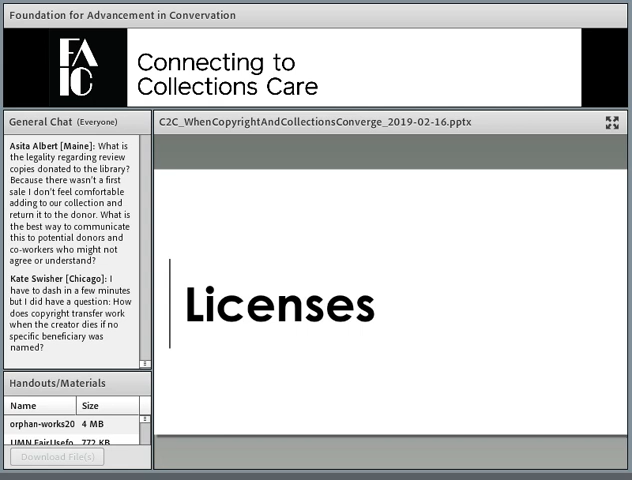 Foundation for Advancement in Convervation
FA
IC
Connecting to
Collections Care
General Chat (Everyone)
Asita Albert [Maine]: What is
the legality regarding review
copies donated to the library?
Because there wasn't a first
sale I don't feel comfortable
adding to our collection and
return it to the donor. What is
the best way to communicate
this to potential donors and
co-workers who might not
agree or understand?
Kate Swisher [Chicago]: I
have to dash in a few minutes
but I did have a question: How
does copyright transfer work
when the creator dies if no
specific beneficiary was
named?
C2C_WhenCopyrightAndCollectionsConverge_2019-02-16.pptx
Licenses
Handouts/Materials
Name Size
orphan-works20 4 MB
UMN FairUsefo 772 KB
Download File(s)